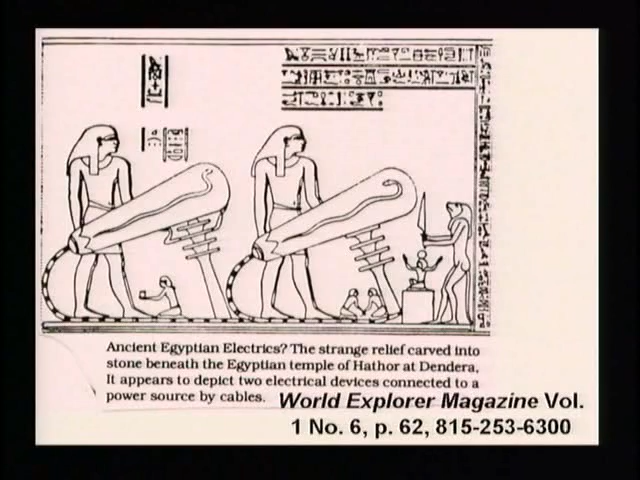 Ancient Egyptian Electrics? The strange relief carved into
stone beneath the Egyptian temple of Hathor at Dendera,
It appears to depict two electrical devices connected to a
power source by cables.
World Explorer Magazine Vol.
1 No. 6, p. 62, 815-253-6300